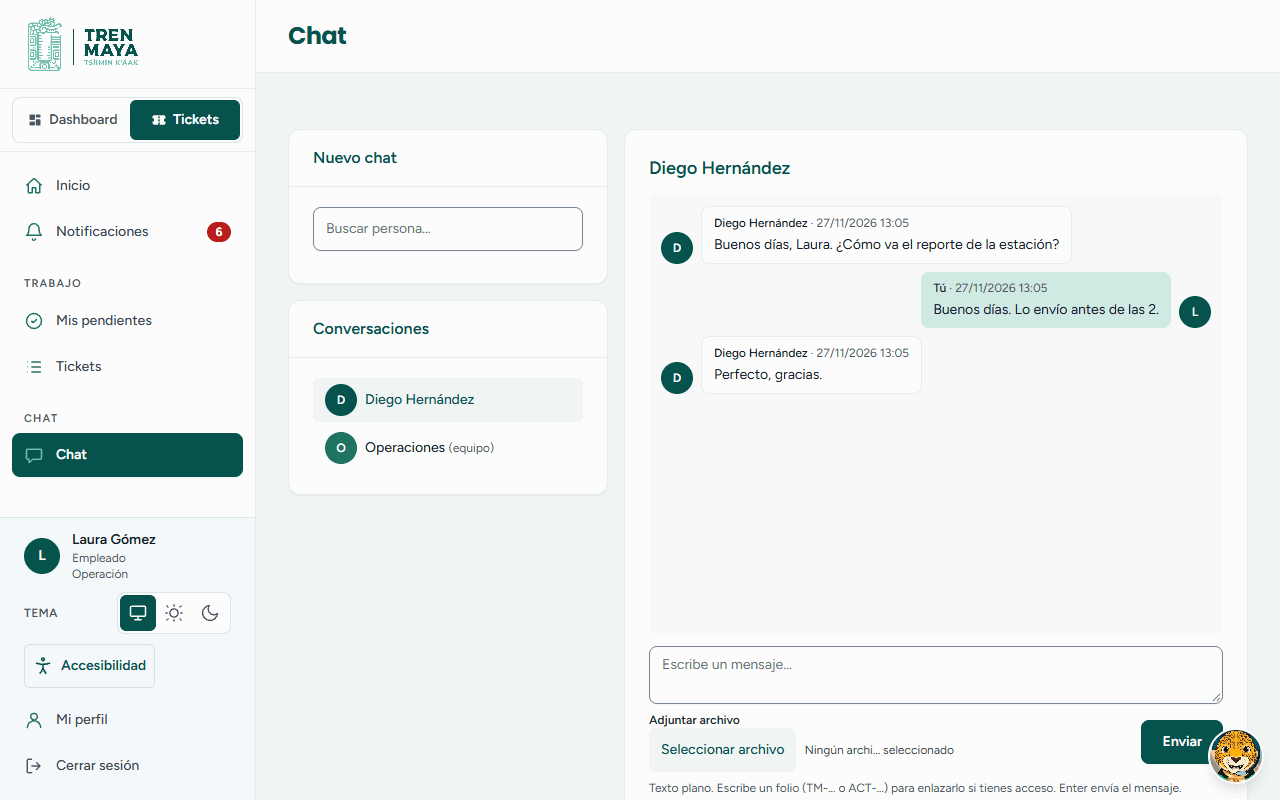 TREN
MAYA
TSÍIMIN K'ÁAK
Dashboard
Tickets
Inicio
Notificaciones
6
TRABAJO
Mis pendientes
Tickets
CHAT
Chat
L
Laura Gómez
Empleado
Operación
TEMA
Accesibilidad
Mi perfil
Cerrar sesión
Chat
Nuevo chat
Buscar persona...
Conversaciones
D
Diego Hernández
O
Operaciones (equipo)
Diego Hernández
Diego Hernández · 27/11/2026 13:05
D
Buenos días, Laura. ¿Cómo va el reporte de la estación?
Tú · 27/11/2026 13:05
Buenos días. Lo envío antes de las 2.
L
Diego Hernández · 27/11/2026 13:05
D
Perfecto, gracias.
Escribe un mensaje...
Adjuntar archivo
Seleccionar archivo
Ningún archi... seleccionado
Enviar
Texto plano. Escribe un folio (TM-... o ACT-...) para enlazarlo si tienes acceso. Enter envía el mensaje.